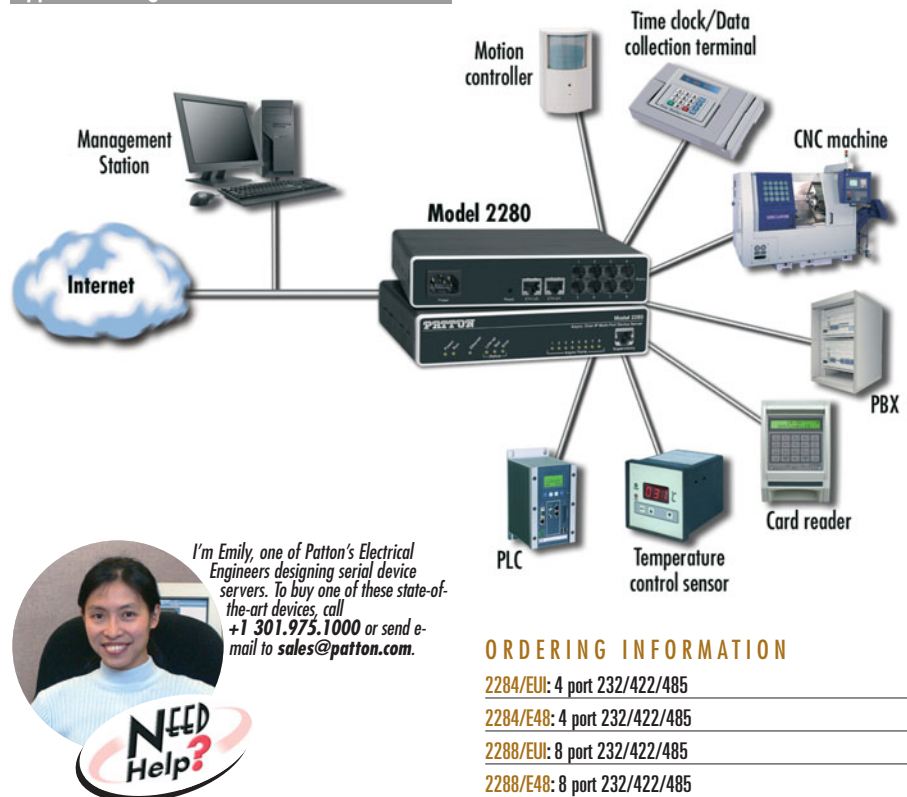 Time clock/Data
collection terminal
Motion
controller
Management
Station
CNC machine
Model 2280
Internet
PATTON
Model 2280
PBX
Card reader
PLC
Temperature
control sensor
I'm Emily, one of Patton's Electrical
Engineers designing serial device
servers. To buy one of these state-of-
the-art devices, call
+1 301.975.1000 or send e-
mail to sales@patton.com.
NEED
Help?
ORDERING INFORMATION
2284/EUI: 4 port 232/422/485
2284/E48: 4 port 232/422/485
2288/EUI: 8 port 232/422/485
2288/E48: 8 port 232/422/485